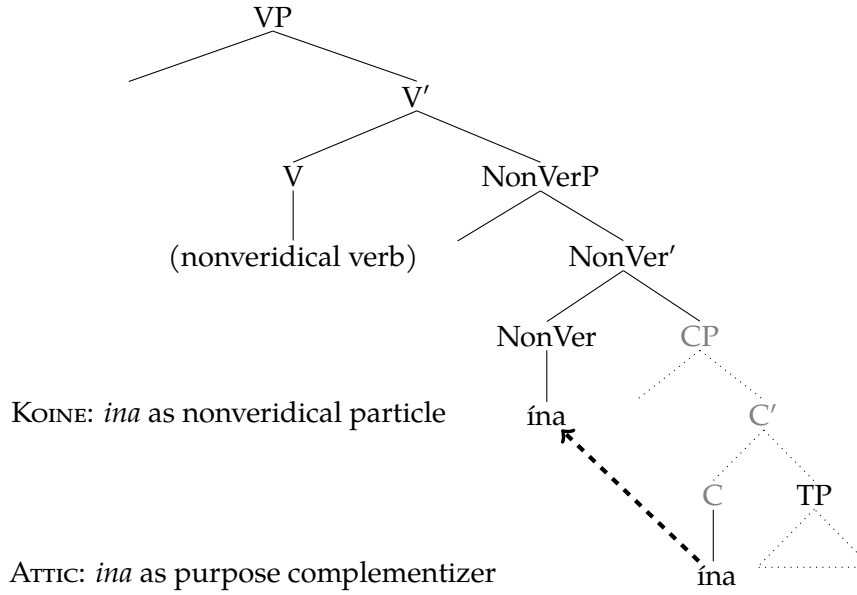 VP
V′
V NonVerP
(nonveridical verb) NonVer′
NonVer CP
KOINE: ina as nonveridical particle ína C′
C TP
ATTIC: ina as purpose complementizer ína